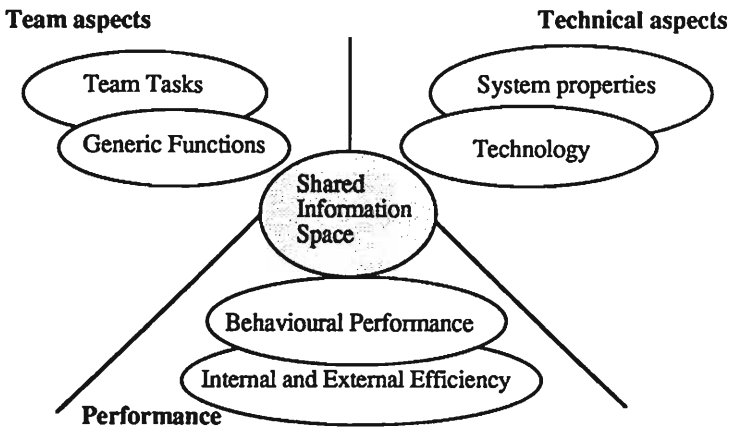 Team aspects
Technical aspects
Team Tasks
System properties
Generic Functions
Technology
Shared
Information
Space
Behavioural Performance
Internal and External Efficiency
Performance